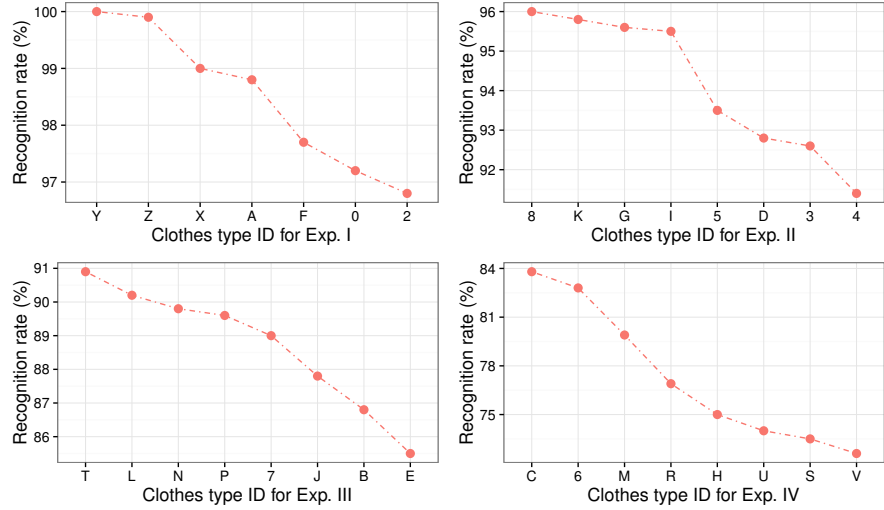 Recognition rate (%)
100
99
98
97
Y Z X A F 0 2
Clothes type ID for Exp. I
Recognition rate (%)
96
95
94
93
92
8 K G I 5 D 3 4
Clothes type ID for Exp. II
Recognition rate (%)
91
90
89
88
87
86
T L N P 7 J B E
Clothes type ID for Exp. III
Recognition rate (%)
84
81
78
75
C 6 M R H U S V
Clothes type ID for Exp. IV